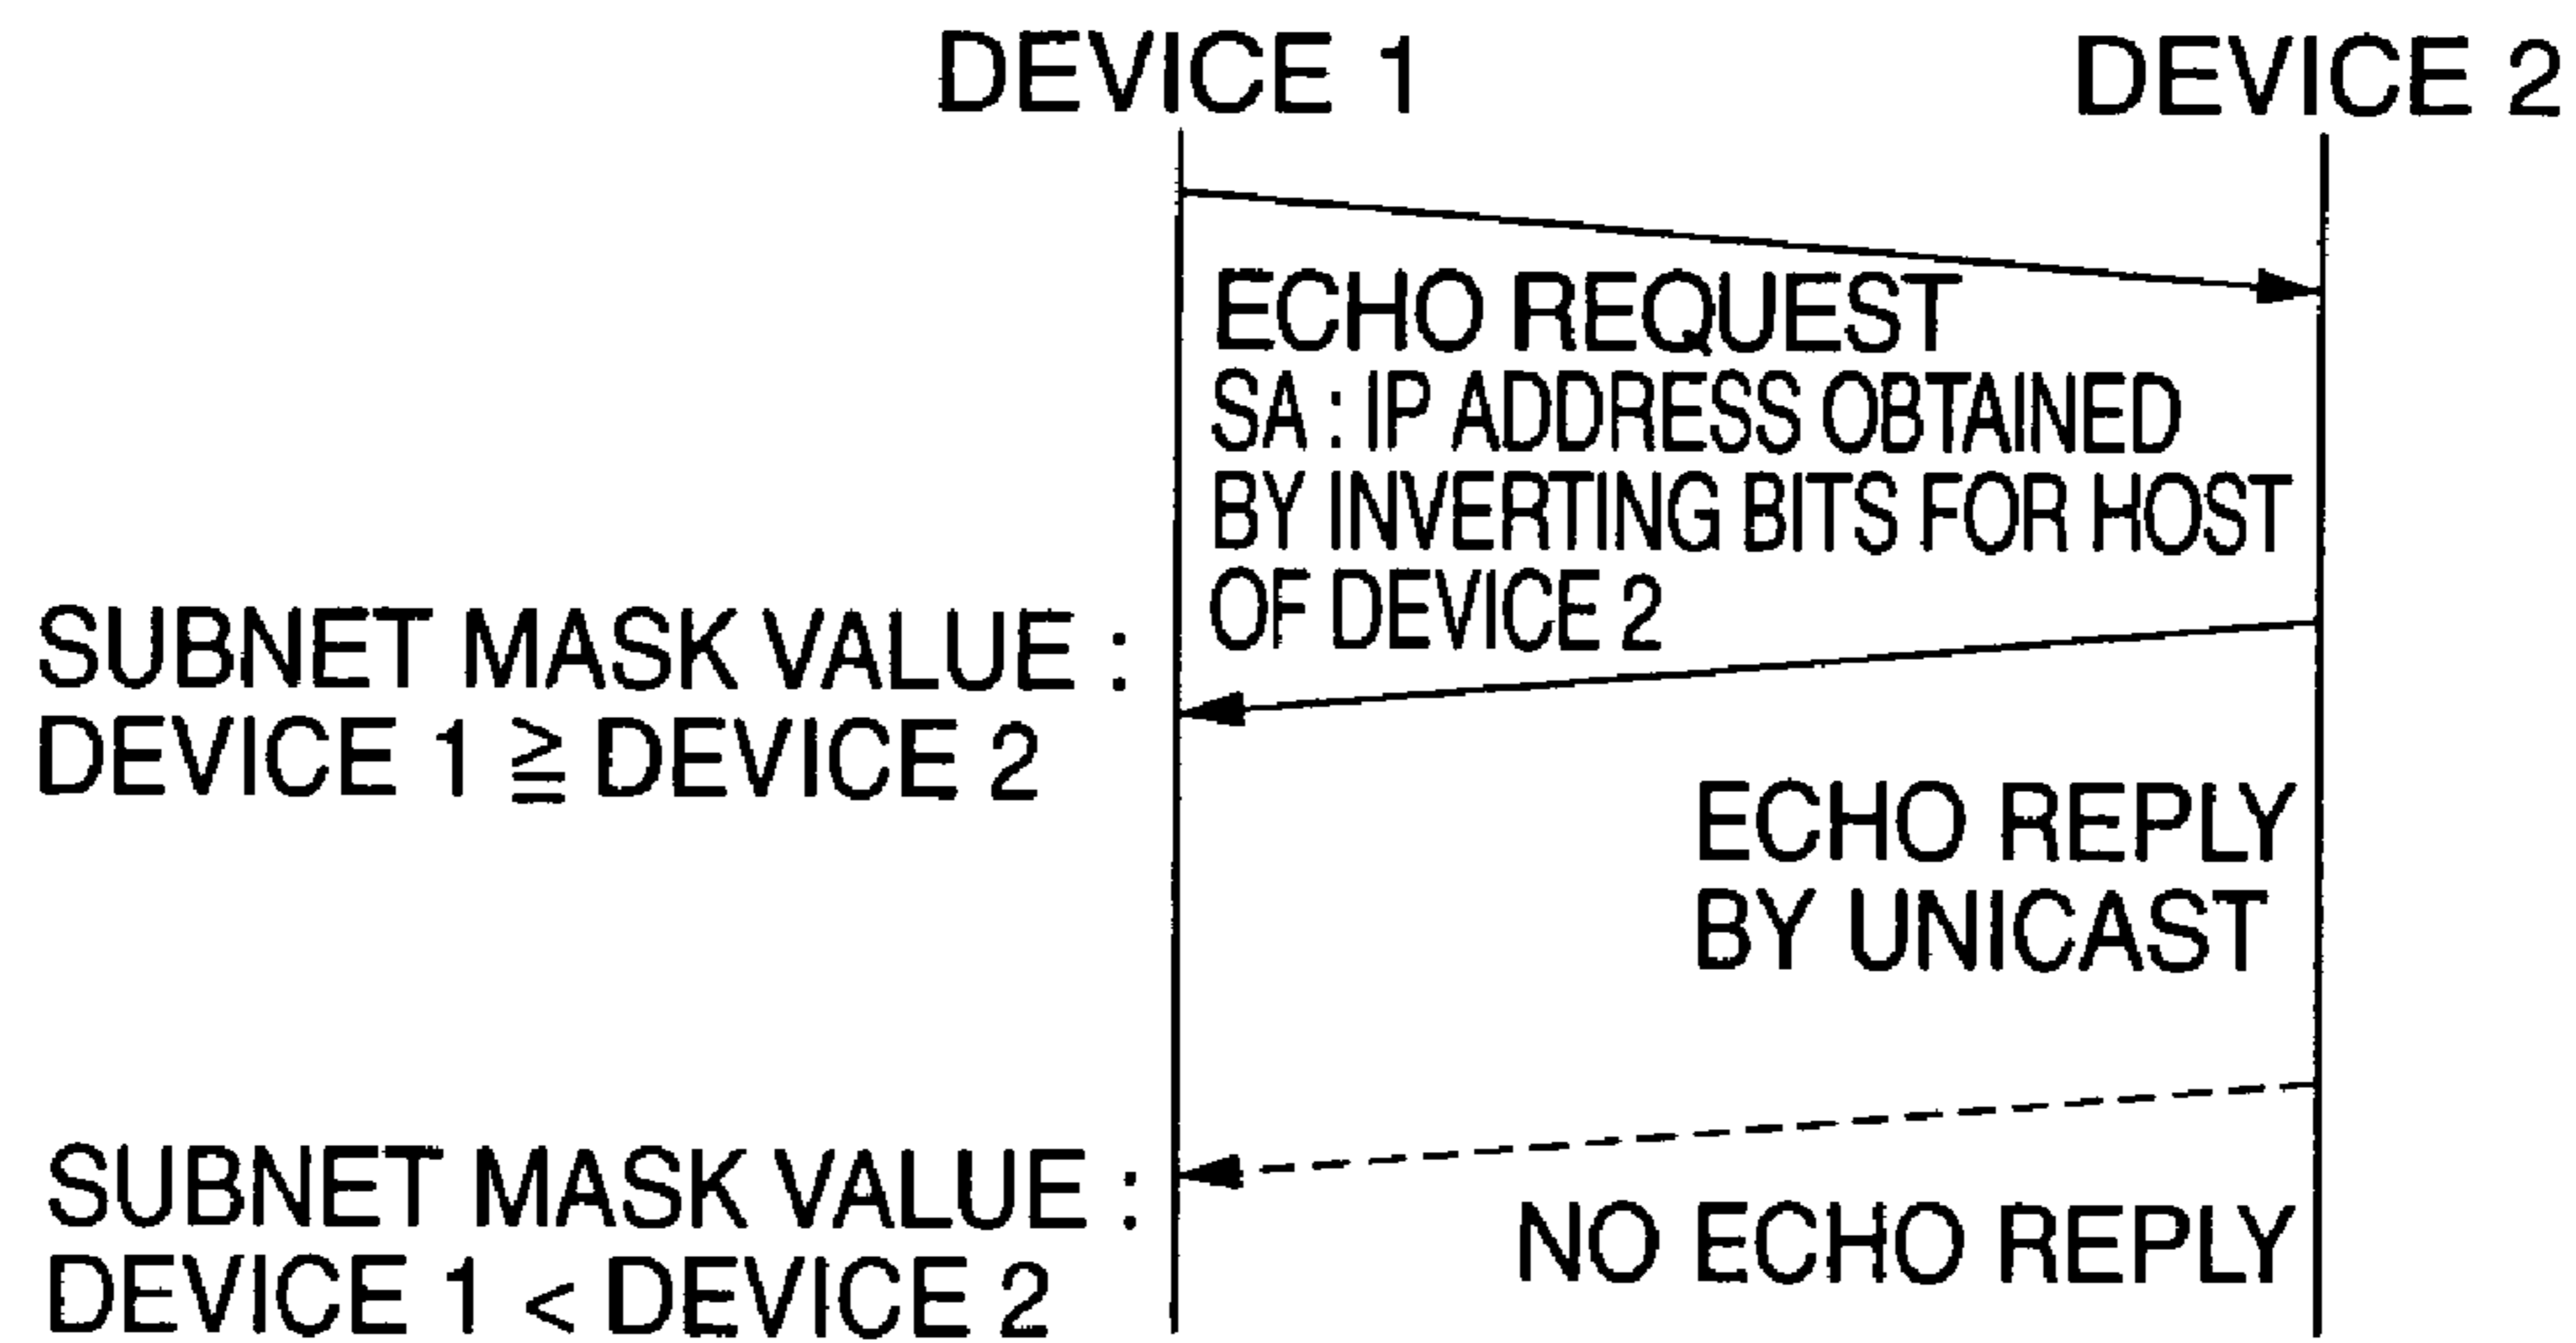 DEVICE 1
DEVICE 2
ECHO REQUEST
SA : IP ADDRESS OBTAINED
BY INVERTING BITS FOR HOST
OF DEVICE 2
SUBNET MASK VALUE :
DEVICE 1 ≧ DEVICE 2
ECHO REPLY
BY UNICAST
SUBNET MASK VALUE :
DEVICE 1 < DEVICE 2
NO ECHO REPLY